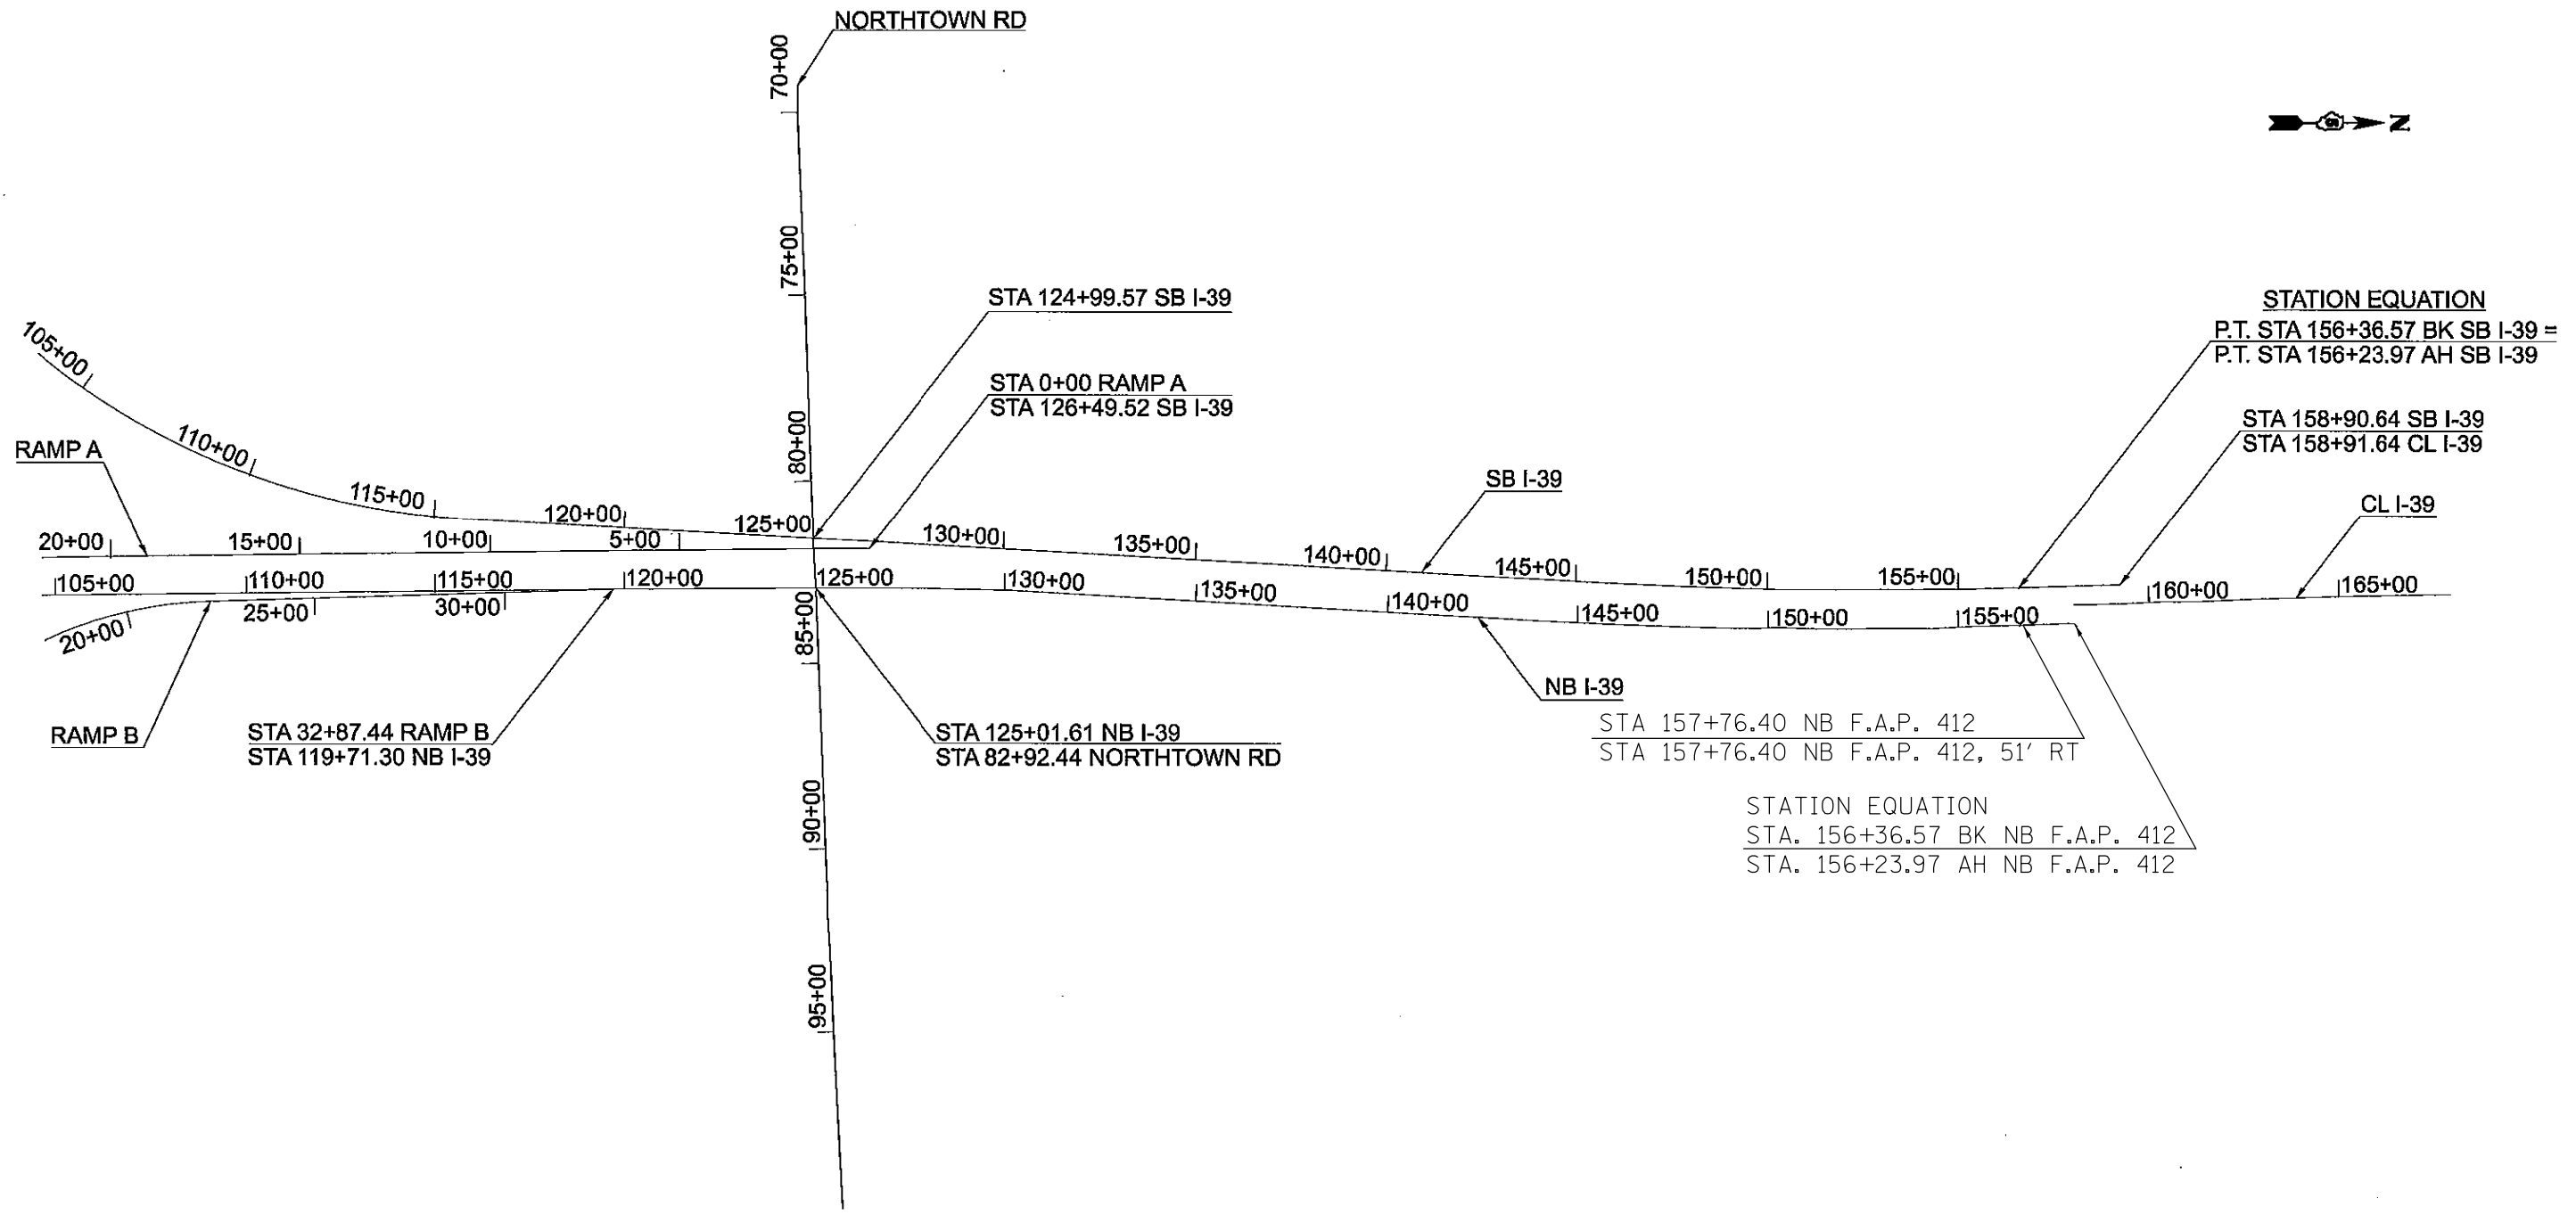 NORTHTOWN RD
70+00
N
75+00
STA 124+99.57 SB I-39
STATION EQUATION
P.T. STA 156+36.57 BK SB I-39 =
P.T. STA 156+23.97 AH SB I-39
105+00
STA 0+00 RAMP A
STA 126+49.52 SB I-39
STA 158+90.64 SB I-39
STA 158+91.64 CL I-39
110+00
RAMP A
80+00
SB I-39
CL I-39
115+00
120+00
125+00
130+00
135+00
140+00
145+00
150+00
155+00
20+00
15+00
10+00
5+00
105+00
110+00
115+00
120+00
125+00
130+00
135+00
140+00
145+00
150+00
155+00
160+00
165+00
20+00
25+00
30+00
85+00
RAMP B
STA 32+87.44 RAMP B
STA 119+71.30 NB I-39
STA 125+01.61 NB I-39
STA 82+92.44 NORTHTOWN RD
NB I-39
STA 157+76.40 NB F.A.P. 412
STA 157+76.40 NB F.A.P. 412, 51' RT
STATION EQUATION
STA. 156+36.57 BK NB F.A.P. 412
STA. 156+23.97 AH NB F.A.P. 412
90+00
95+00